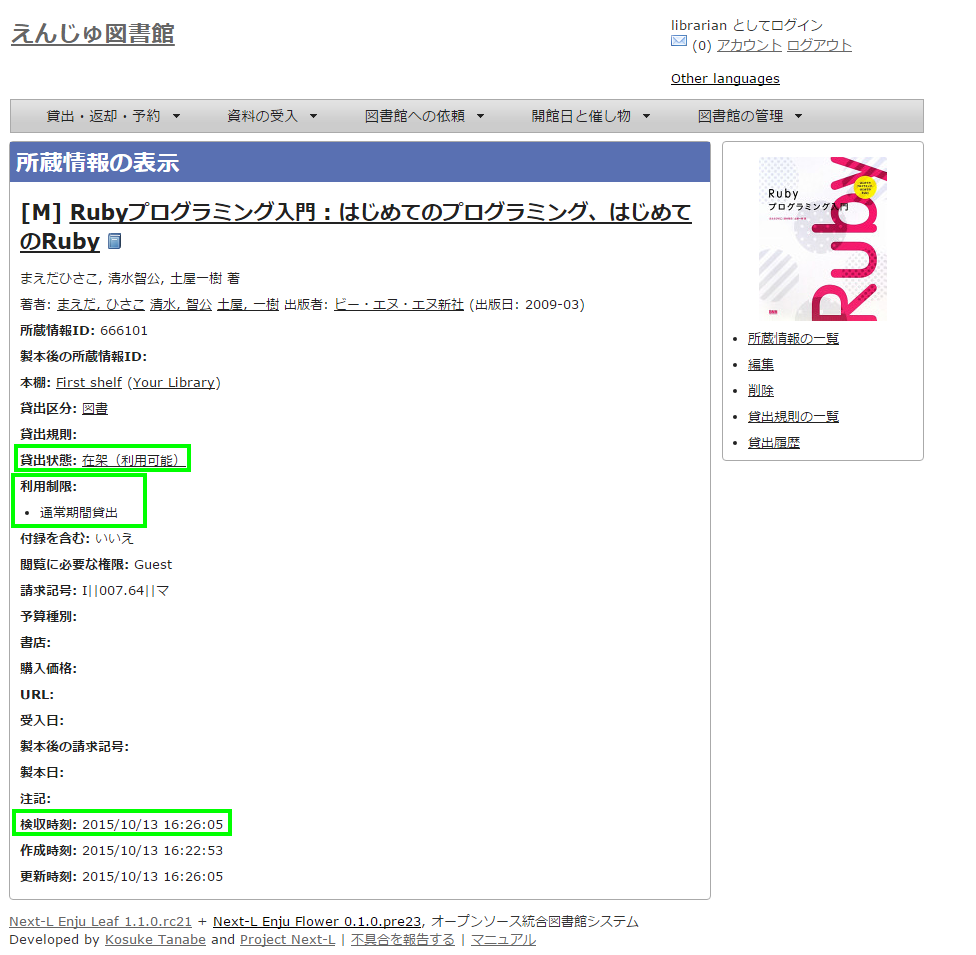 えんじゅ図書館
librarian としてログイン
(0) アカウント ログアウト
Other languages
貸出・返却・予約 ▼ 資料の受入 ▼ 図書館への依頼 ▼ 開館日と催し物 ▼ 図書館の管理 ▼
所蔵情報の表示
[M] Rubyプログラミング入門 : はじめてのプログラミング、はじめて
のRuby
まえだひさこ, 清水智公, 土屋一樹 著
著者: まえだ, ひさこ 清水, 智公 土屋, 一樹 出版者: ビー・エヌ・エヌ新社 (出版日: 2009-03)
所蔵情報ID: 666101
製本後の所蔵情報ID:
本棚: First shelf (Your Library)
貸出区分: 図書
貸出規則:
貸出状態: 在架（利用可能）
利用制限:
• 通常期間貸出
付録を含む: いいえ
閲覧に必要な権限: Guest
請求記号: I||007.64||マ
予算種別:
書店:
購入価格:
URL:
受入日:
製本後の請求記号:
製本日:
注記:
検収時刻: 2015/10/13 16:26:05
作成時刻: 2015/10/13 16:22:53
更新時刻: 2015/10/13 16:26:05
Ruby
プログラミング入門
Ruby
• 所蔵情報の一覧
• 編集
• 削除
• 貸出規則の一覧
• 貸出履歴
Next-L Enju Leaf 1.1.0.rc21 + Next-L Enju Flower 0.1.0.pre23, オープンソース統合図書館システム
Developed by Kosuke Tanabe and Project Next-L | 不具合を報告する | マニュアル